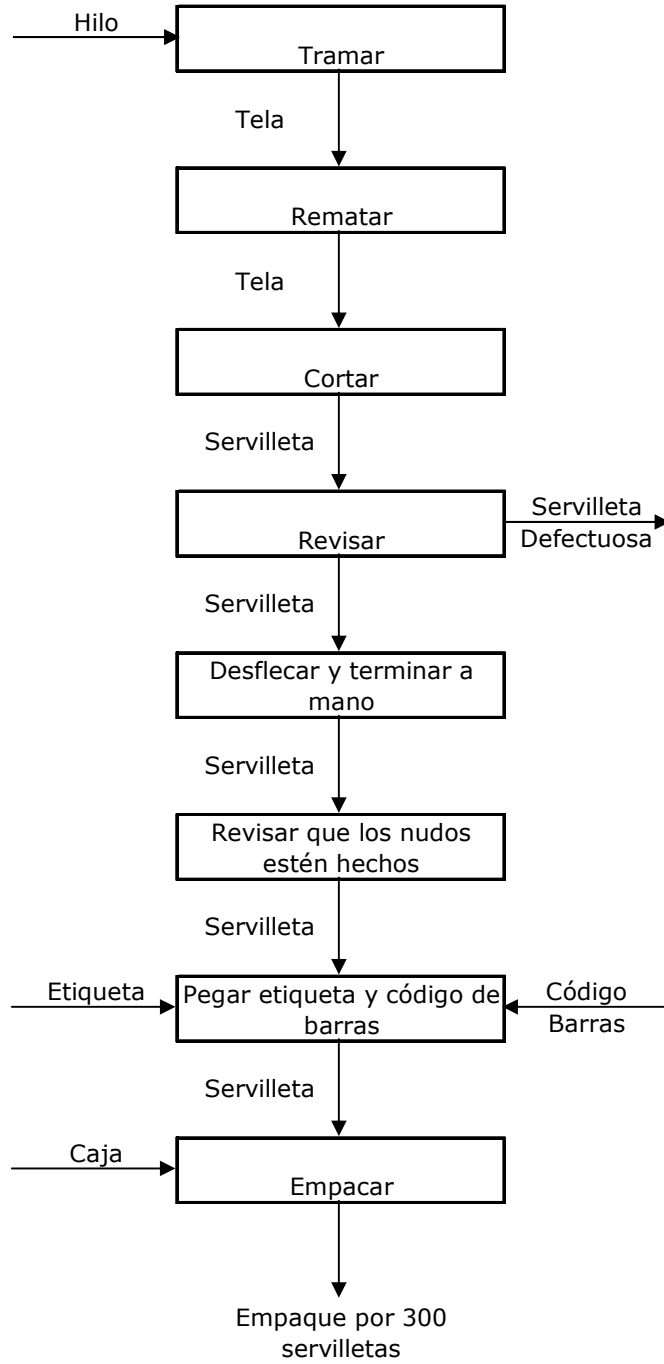 Hilo
Tramar
Tela
Rematar
Tela
Cortar
Servilleta
Servilleta
Defectuosa
Revisar
Servilleta
Desflecar y terminar a
mano
Servilleta
Revisar que los nudos
estén hechos
Servilleta
Etiqueta
Pegar etiqueta y código de
barras
Código
Barras
Servilleta
Caja
Empacar
Empaque por 300
servilletas